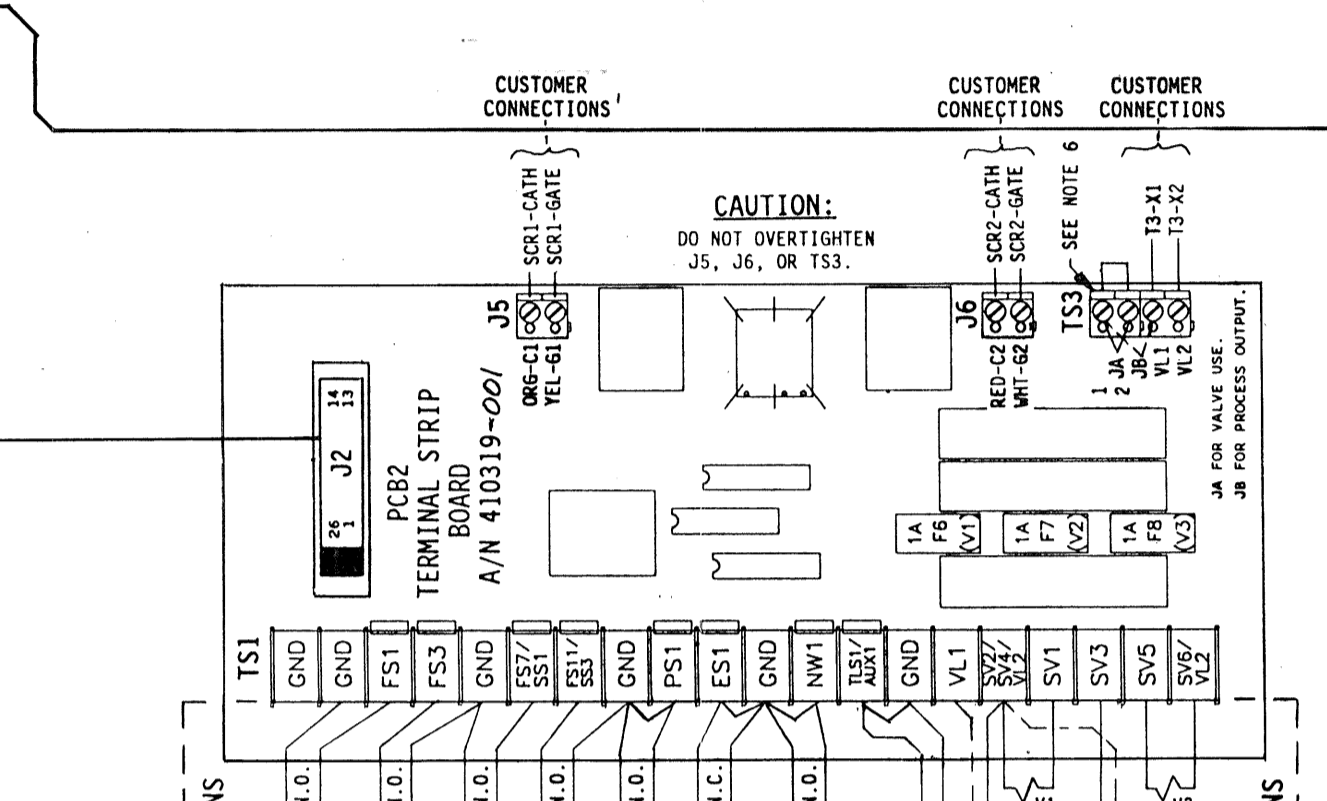 CUSTOMER
CONNECTIONS
CUSTOMER
CONNECTIONS
CUSTOMER
CONNECTIONS
SCR1-CATH
SCR1-GATE
SCR2-CATH
SCR2-GATE
SEE NOTE 6
T3-X1
T3-X2
CAUTION:
DO NOT OVERTIGHTEN
J5, J6, OR TS3.
J5
J6
TS3
ORG-C1
YEL-G1
RED-C2
WHT-G2
1
2
JA
JB
VL1
VL2
JA FOR VALVE USE.
JB FOR PROCESS OUTPUT.
14
13
J2
26
1
PCB2
TERMINAL STRIP
BOARD
A/N 410319-001
1A
F6
(V1)
1A
F7
(V2)
1A
F8
(V3)
TS1
GND
GND
FS1
FS3
GND
FS7/
SS1
FS11/
SS3
GND
PS1
ES1
GND
NW1
TLS1/
AUX1
GND
VL1
SV2/
SV4/
VL2
SV1
SV3
SV5
SV6/
VL2
N.O.
N.O.
N.O.
N.O.
N.O.
N.C.
N.O.
NS
NS